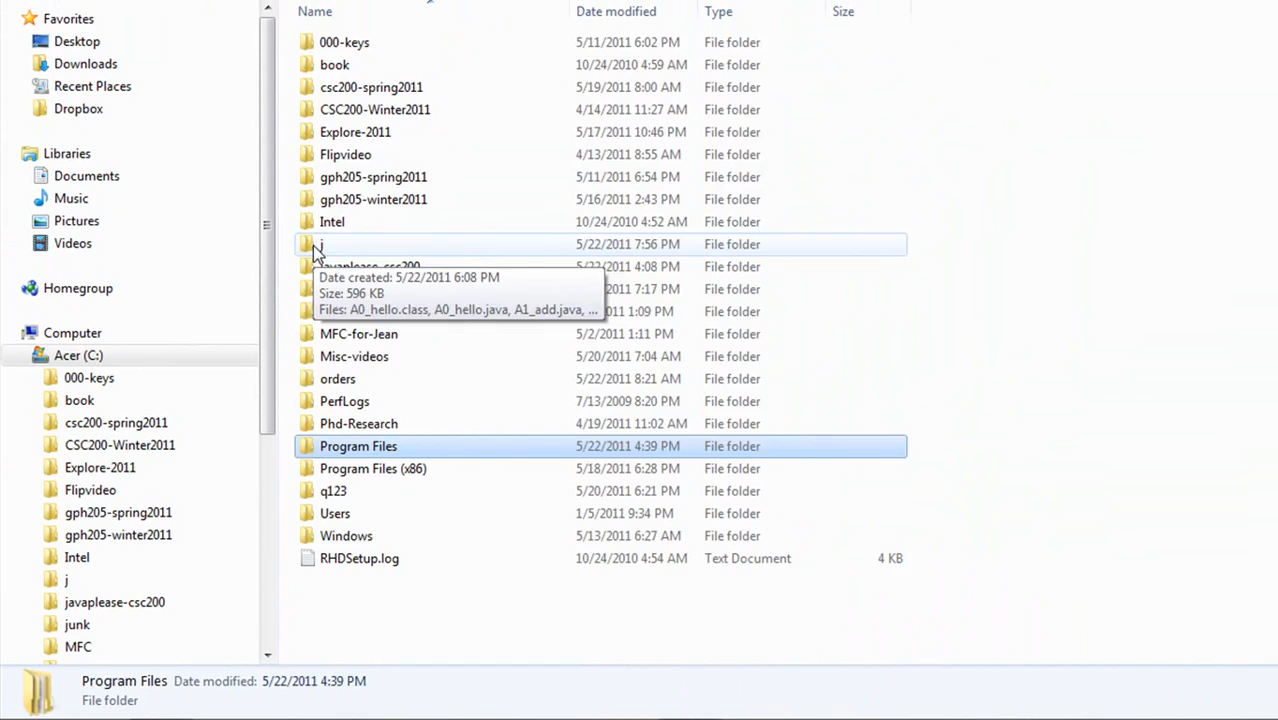 Favorites
Desktop
Downloads
Recent Places
Dropbox
Libraries
Documents
Music
Pictures
Videos
Homegroup
Computer
Acer (C:)
000-keys
book
csc200-spring2011
CSC200-Winter2011
Explore-2011
Flipvideo
gph205-spring2011
gph205-winter2011
Intel
j
javaplease-csc200
junk
MFC
Name Date modified Type Size
000-keys 5/11/2011 6:02 PM File folder
book 10/24/2010 4:59 AM File folder
csc200-spring2011 5/19/2011 8:00 AM File folder
CSC200-Winter2011 4/14/2011 11:27 AM File folder
Explore-2011 5/17/2011 10:46 PM File folder
Flipvideo 4/13/2011 8:55 AM File folder
gph205-spring2011 5/11/2011 6:54 PM File folder
gph205-winter2011 5/16/2011 2:43 PM File folder
Intel 10/24/2010 4:52 AM File folder
j 5/22/2011 7:56 PM File folder
javaplease-csc200 5/22/2011 4:08 PM File folder
Date created: 5/22/2011 6:08 PM
7:17 PM File folder
Size: 596 KB
Files: A0_hello.class, A0_hello.java, A1_add.java, ...
1:09 PM File folder
MFC-for-Jean 5/2/2011 1:11 PM File folder
Misc-videos 5/20/2011 7:04 AM File folder
orders 5/22/2011 8:21 AM File folder
PerfLogs 7/13/2009 8:20 PM File folder
Phd-Research 4/19/2011 11:02 AM File folder
Program Files 5/22/2011 4:39 PM File folder
Program Files (x86) 5/18/2011 6:28 PM File folder
q123 5/20/2011 6:21 PM File folder
Users 1/5/2011 9:34 PM File folder
Windows 5/13/2011 6:27 AM File folder
RHDSetup.log 10/24/2010 4:54 AM Text Document 4 KB
Program Files Date modified: 5/22/2011 4:39 PM
File folder